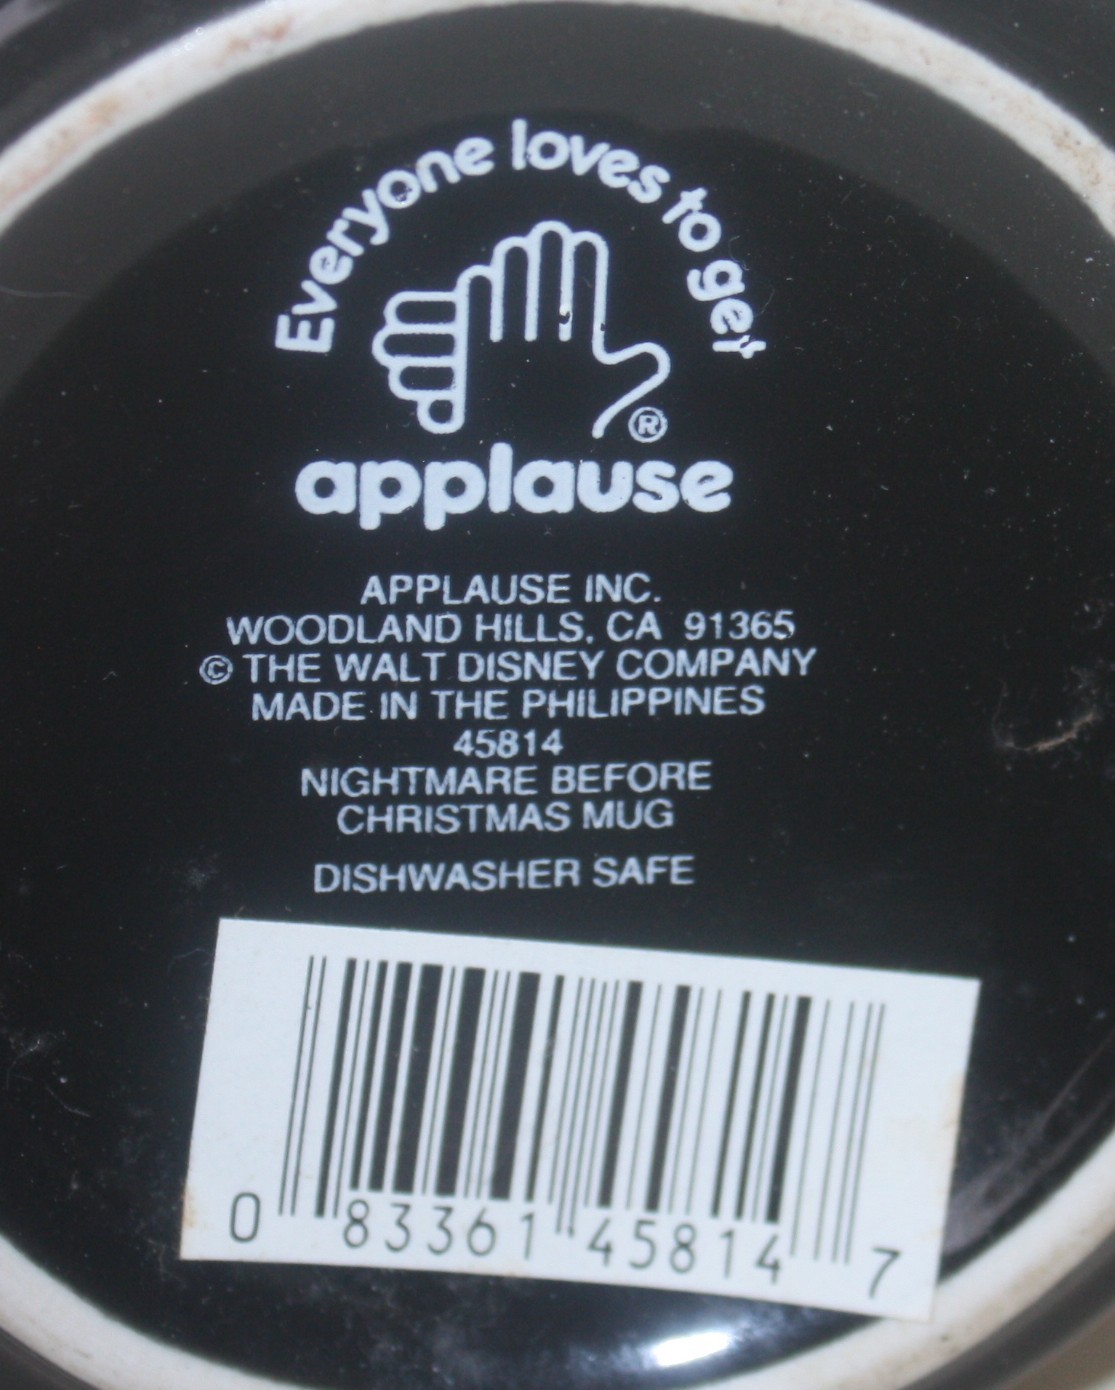 Everyone loves to get
®
applause
APPLAUSE INC.
WOODLAND HILLS, CA 91365
© THE WALT DISNEY COMPANY
MADE IN THE PHILIPPINES
45814
NIGHTMARE BEFORE
CHRISTMAS MUG
DISHWASHER SAFE
0 83361 45814 7